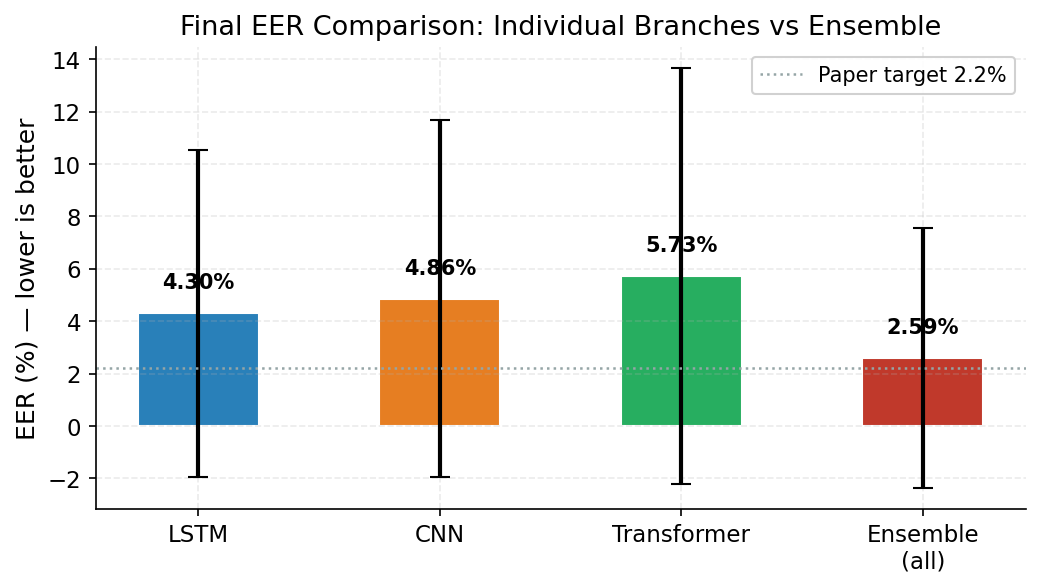 Final EER Comparison: Individual Branches vs Ensemble
EER (%) — lower is better
14
12
10
8
6
4
2
0
−2
Paper target 2.2%
4.30%
4.86%
5.73%
2.59%
LSTM
CNN
Transformer
Ensemble
(all)